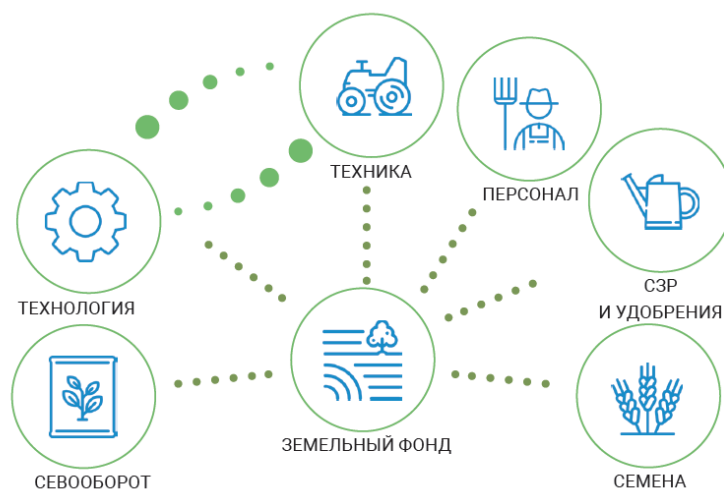 ТЕХНИКА
ПЕРСОНАЛ
СЗР
И УДОБРЕНИЯ
ТЕХНОЛОГИЯ
ЗЕМЕЛЬНЫЙ ФОНД
СЕВООБОРОТ
СЕМЕНА